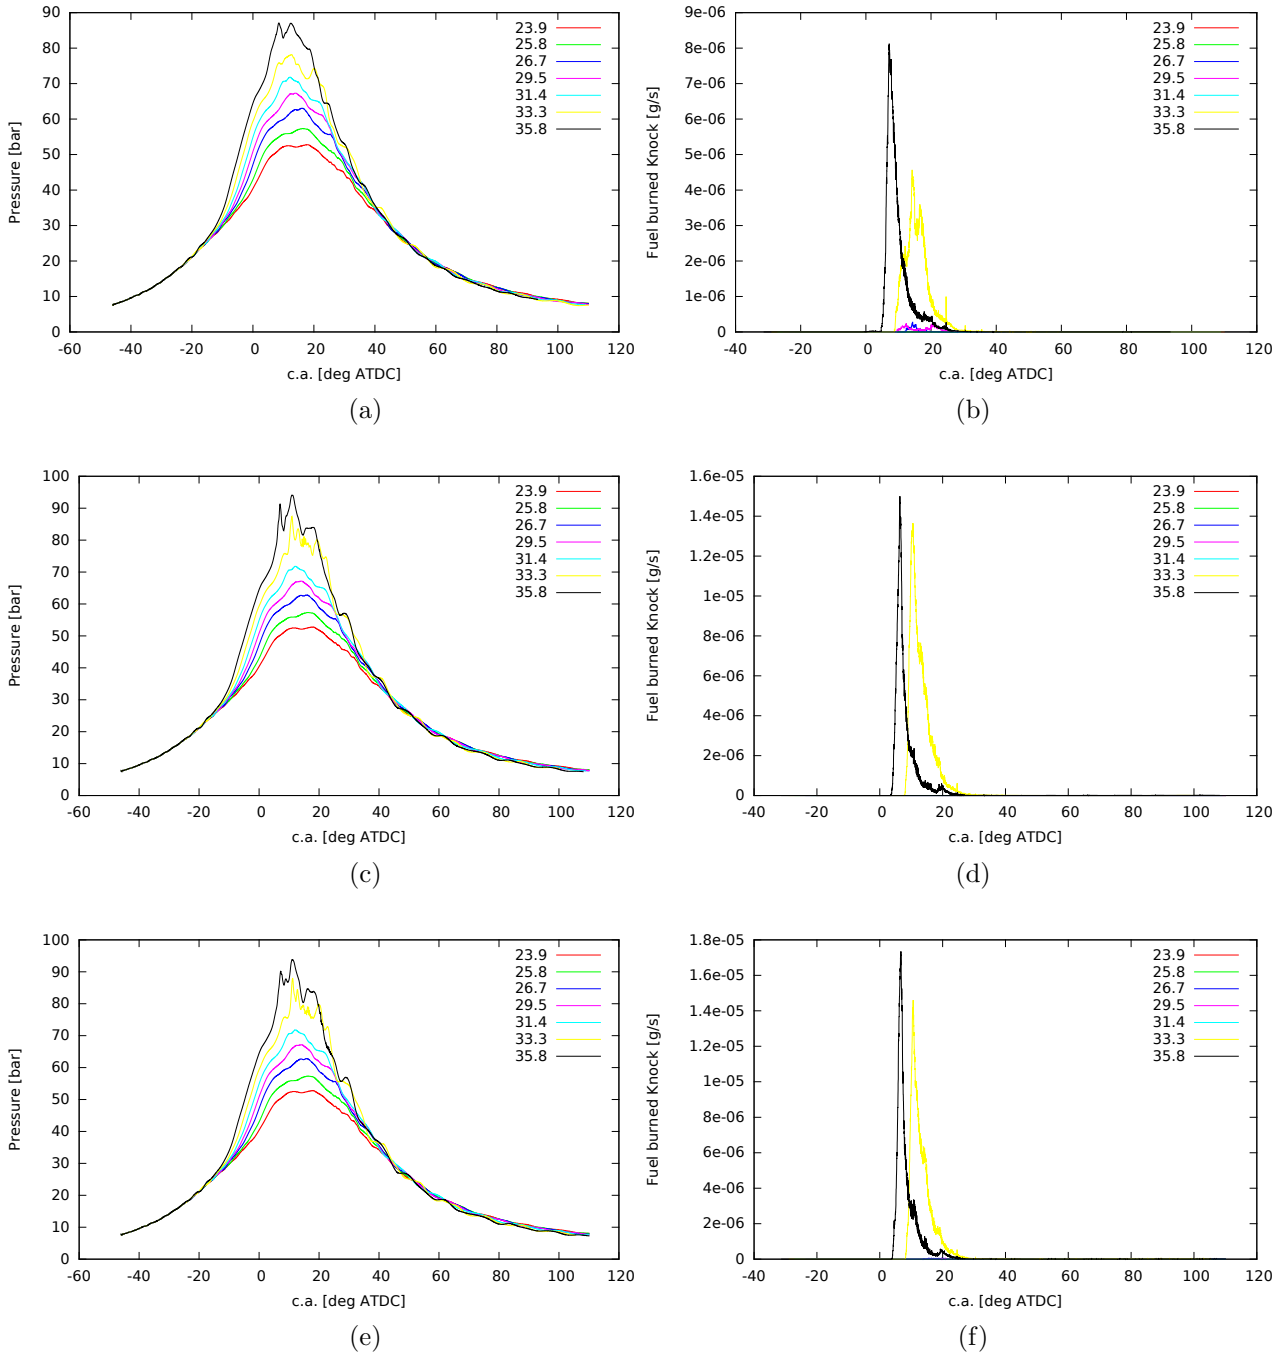 90
80
70
60
50
40
30
20
10
0
-60 -40 -20 0 20 40 60 80 100 120
Pressure [bar]
c.a. [deg ATDC]
23.9
25.8
26.7
29.5
31.4
33.3
35.8
(a)
9e-06
8e-06
7e-06
6e-06
5e-06
4e-06
3e-06
2e-06
1e-06
0
-40 -20 0 20 40 60 80 100 120
Fuel burned Knock [g/s]
c.a. [deg ATDC]
23.9
25.8
26.7
29.5
31.4
33.3
35.8
(b)
100
90
80
70
60
50
40
30
20
10
0
-60 -40 -20 0 20 40 60 80 100 120
Pressure [bar]
c.a. [deg ATDC]
23.9
25.8
26.7
29.5
31.4
33.3
35.8
(c)
1.6e-05
1.4e-05
1.2e-05
1e-05
8e-06
6e-06
4e-06
2e-06
0
-40 -20 0 20 40 60 80 100 120
Fuel burned Knock [g/s]
c.a. [deg ATDC]
23.9
25.8
26.7
29.5
31.4
33.3
35.8
(d)
100
90
80
70
60
50
40
30
20
10
0
-60 -40 -20 0 20 40 60 80 100 120
Pressure [bar]
c.a. [deg ATDC]
23.9
25.8
26.7
29.5
31.4
33.3
35.8
(e)
1.8e-05
1.6e-05
1.4e-05
1.2e-05
1e-05
8e-06
6e-06
4e-06
2e-06
0
-40 -20 0 20 40 60 80 100 120
Fuel burned Knock [g/s]
c.a. [deg ATDC]
23.9
25.8
26.7
29.5
31.4
33.3
35.8
(f)